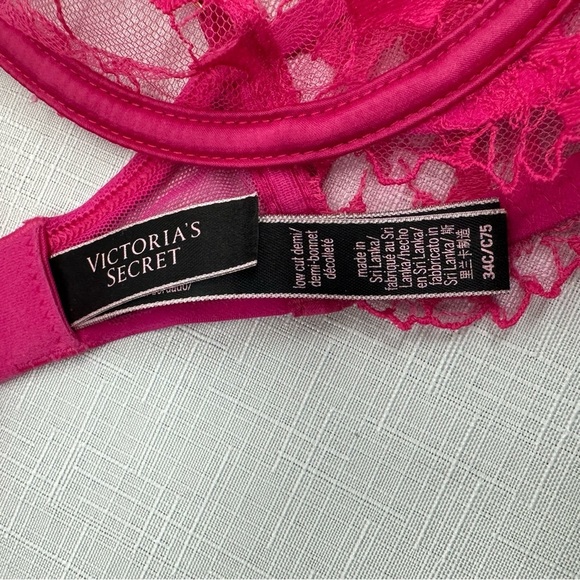 VICTORIA'S
SECRET
low cut demi/
demi-bonnet
décolleté
made in
Sri Lanka/
fabriqué au Sri
Lanka/hecho
en Sri Lanka/
fabbricato in
Sri Lanka/ 斯
里兰卡制造
34C/C75